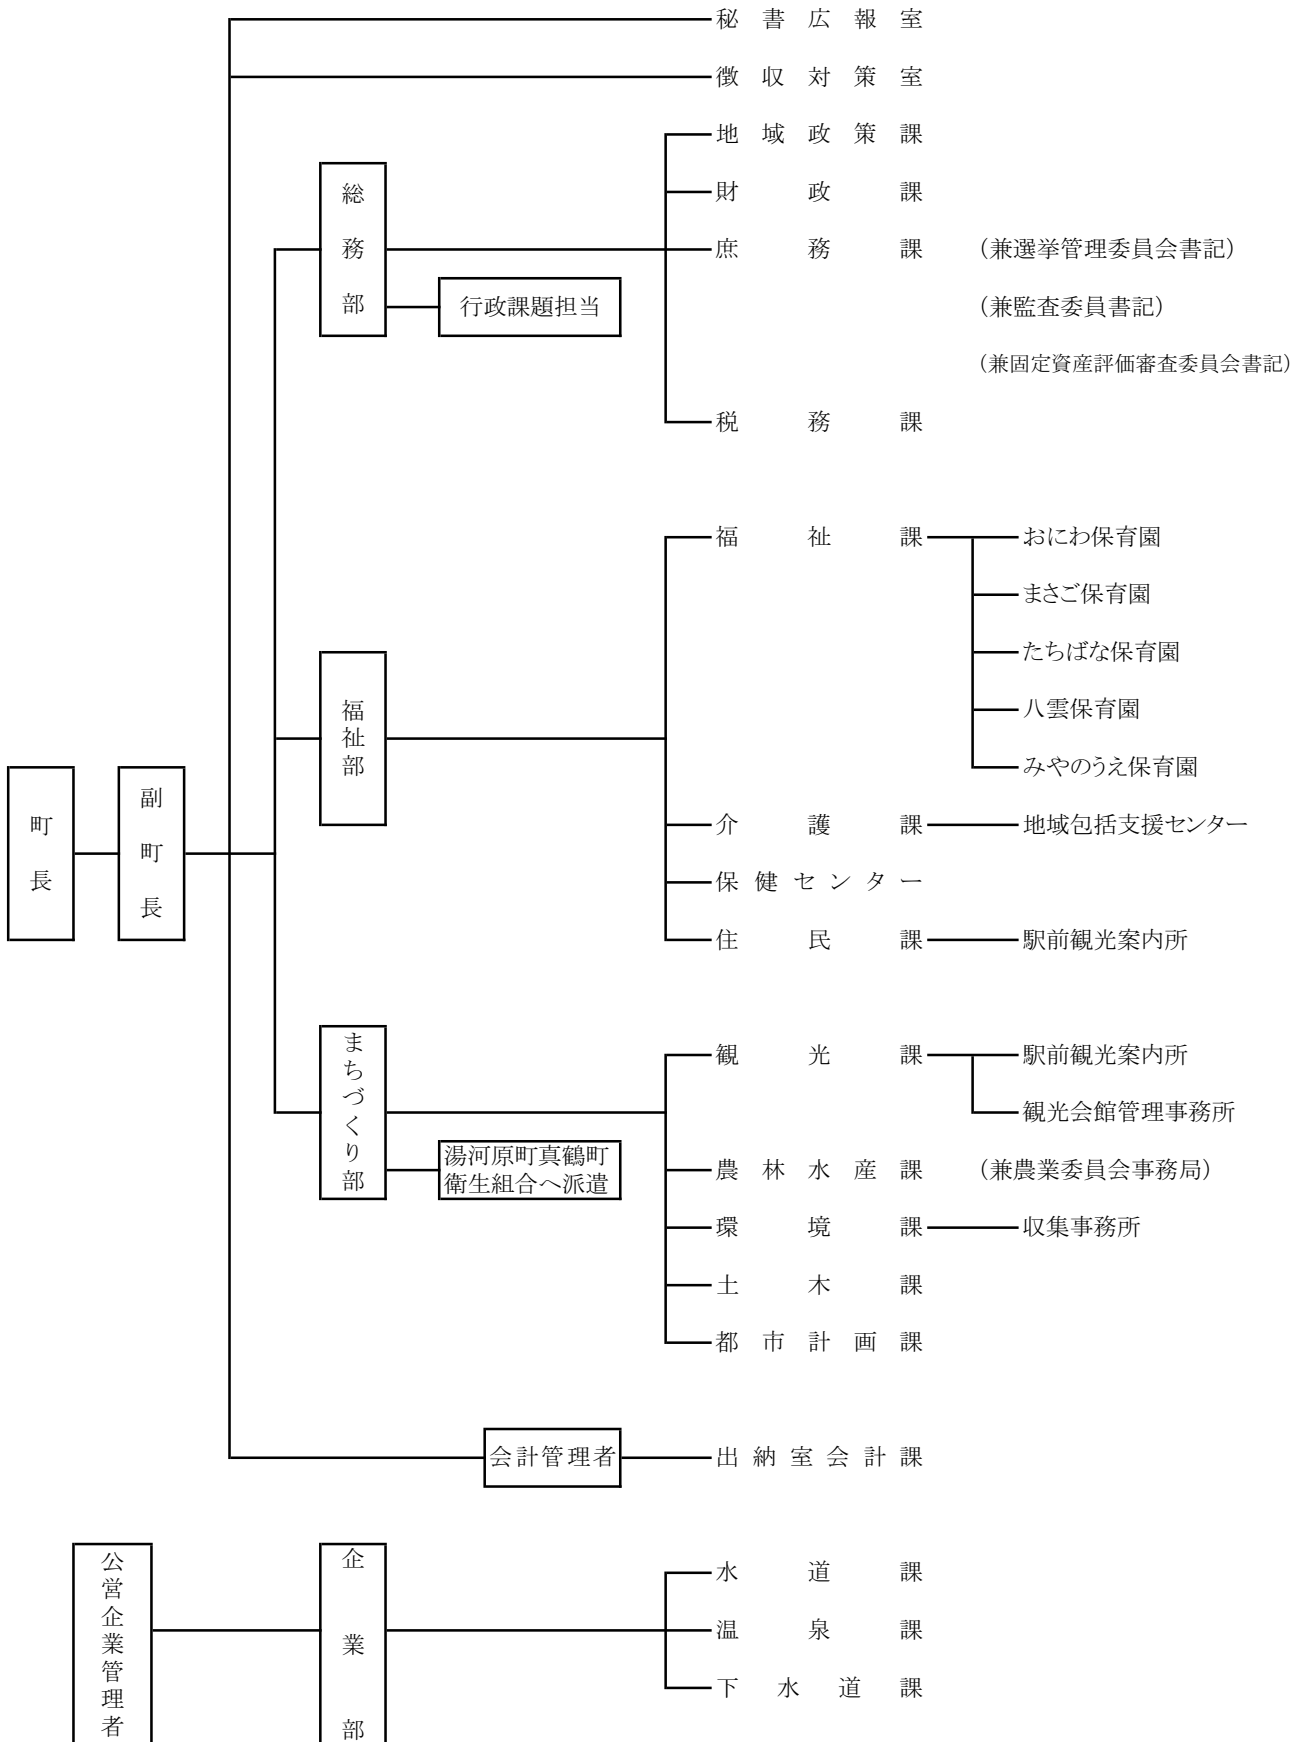 秘書広報室
徴収対策室
地域政策課
総務部
財政課
庶務課 (兼選挙管理委員会書記)
行政課題担当
(兼監査委員書記)
(兼固定資産評価審査委員会書記)
税務課
福祉課 おにわ保育園
まさご保育園
たちばな保育園
福祉部
八雲保育園
みやのうえ保育園
町長
副町長
介護課 地域包括支援センター
保健センター
住民課 駅前観光案内所
まちづくり部
観光課 駅前観光案内所
観光会館管理事務所
湯河原町真鶴町
衛生組合へ派遣
農林水産課 (兼農業委員会事務局)
環境課 収集事務所
土木課
都市計画課
会計管理者 出納室会計課
公営企業管理者
企業部
水道課
温泉課
下水道課